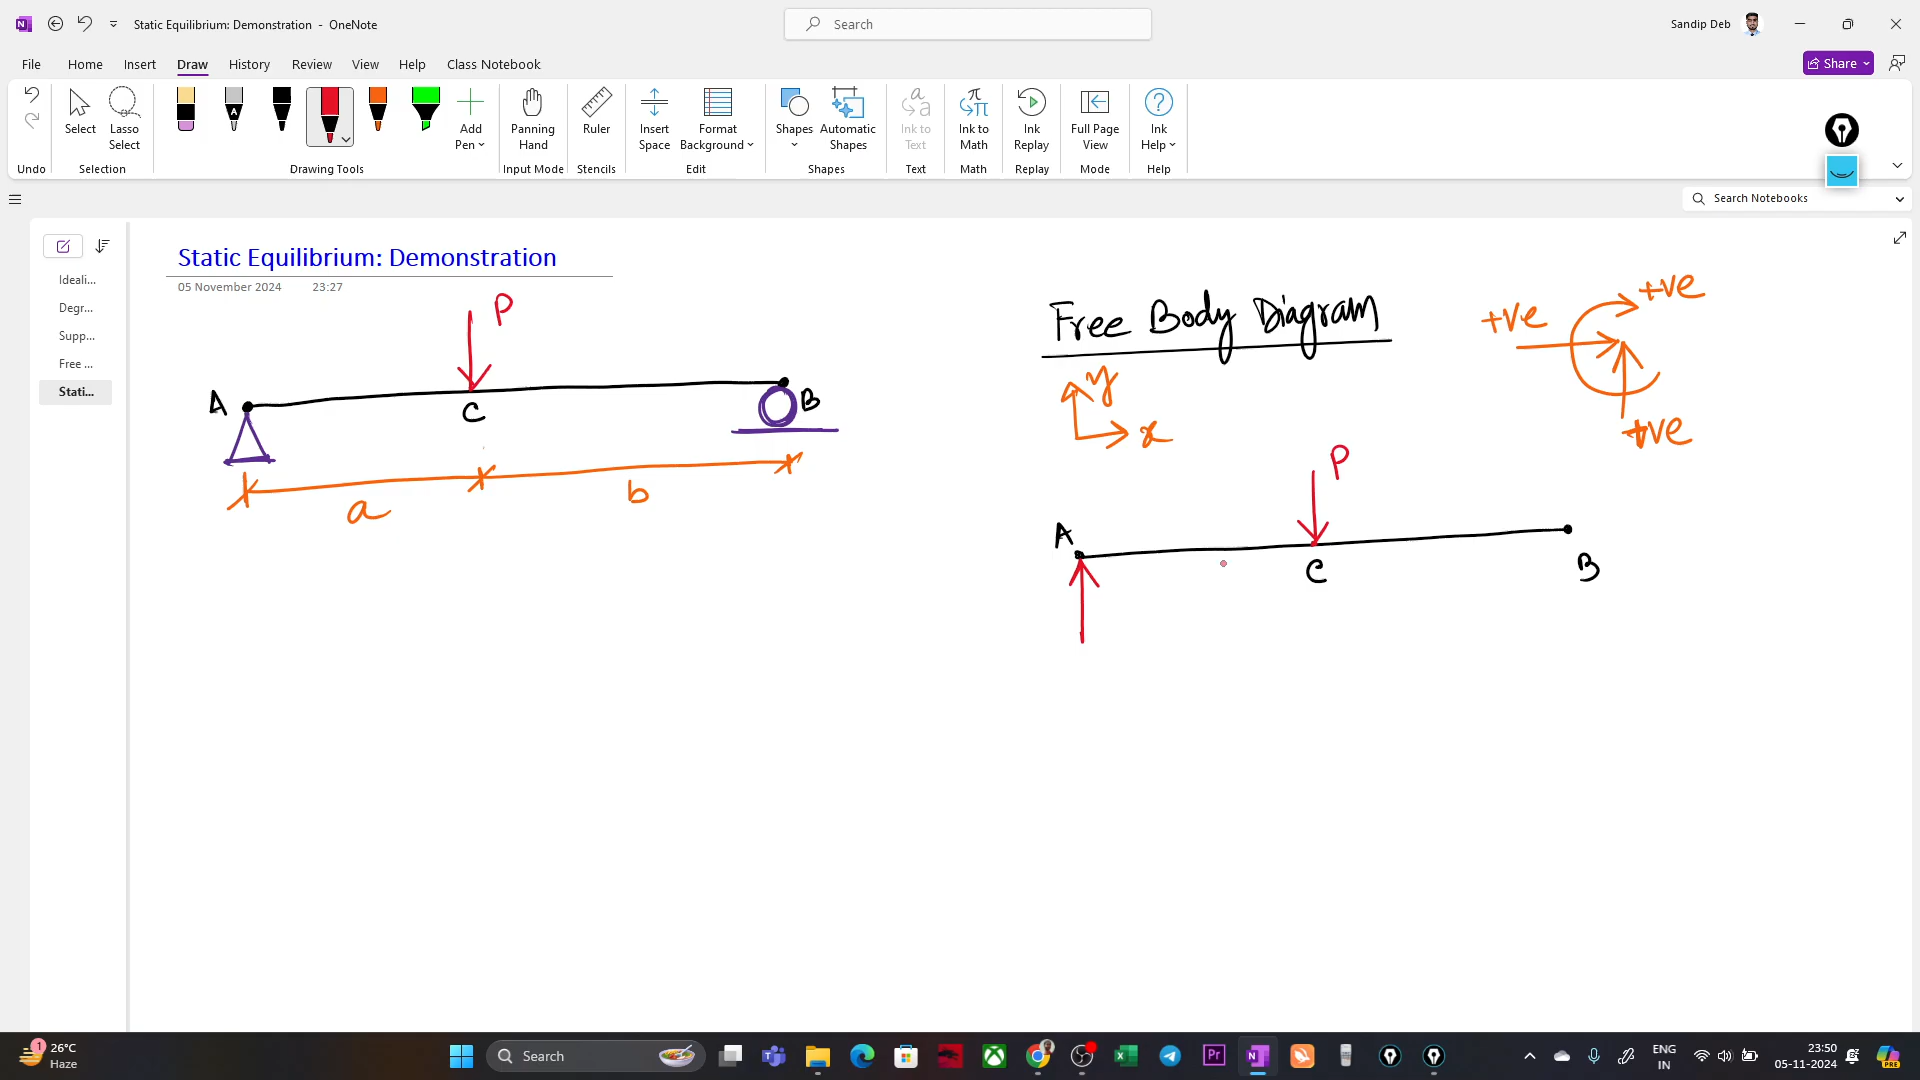 Static Equilibrium: Demonstration - OneNote
Search
Sandip Deb
File Home Insert Draw History Review View Help Class Notebook
Share
Undo
Select
Lasso Select
Selection
A
Add Pen
Drawing Tools
Panning Hand
Input Mode
Ruler
Stencils
Insert Space
Format Background
Edit
Shapes
Automatic Shapes
Shapes
Ink to Text
Text
Ink to Math
Math
Ink Replay
Replay
Full Page View
Mode
Ink Help
Help
Search Notebooks
Ideali...
Degr...
Supp...
Free ...
Stati...
Static Equilibrium: Demonstration
05 November 2024 23:27
P
A
C
B
a
b
Free Body Diagram
+ve
+ve
+ve
y
x
P
A
C
B
1
26°C
Haze
Search
Pr
ENG
IN
23:50
05-11-2024
PRE